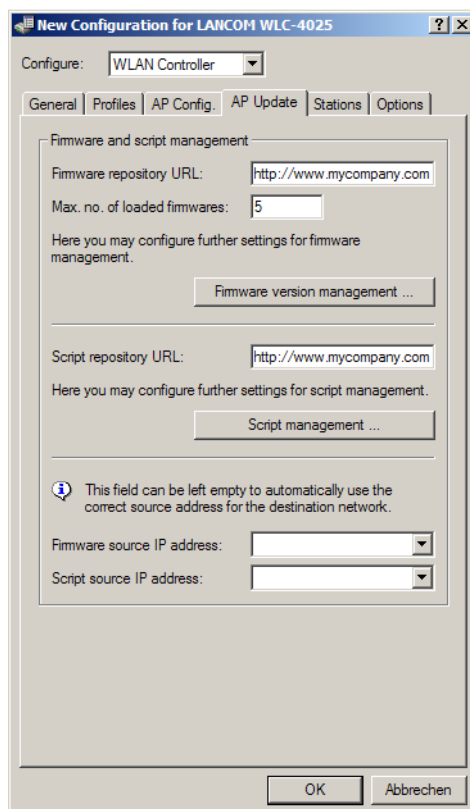 New Configuration for LANCOM WLC-4025
Configure: WLAN Controller
General Profiles AP Config. AP Update Stations Options
Firmware and script management
Firmware repository URL: http://www.mycompany.com
Max. no. of loaded firmwares: 5
Here you may configure further settings for firmware
management.
Firmware version management ...
Script repository URL: http://www.mycompany.com
Here you may configure further settings for script management.
Script management ...
This field can be left empty to automatically use the
correct source address for the destination network.
Firmware source IP address:
Script source IP address:
OK Abbrechen